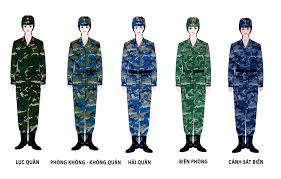 LỤC QUÂN
PHÒNG KHÔNG - KHÔNG QUÂN
HẢI QUÂN
BIÊN PHÒNG
CẢNH SÁT BIỂN